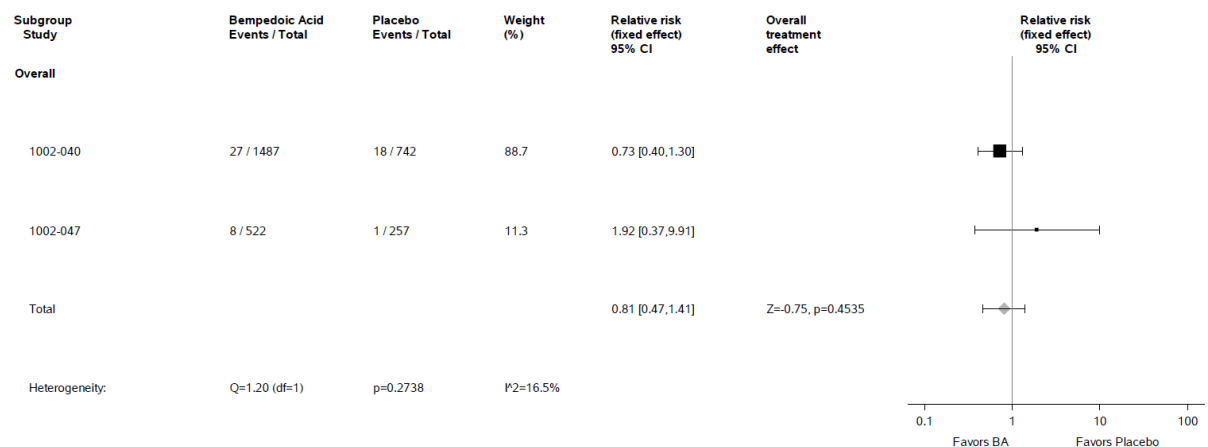 Subgroup Bempedoic Acid Placebo Weight Relative risk Overall Relative risk
Study Events / Total Events / Total (%) (fixed effect) treatment (fixed effect)
95% CI effect 95% CI
Overall
1002-040 27 / 1487 18 / 742 88.7 0.73 [0.40,1.30]
1002-047 8 / 522 1 / 257 11.3 1.92 [0.37,9.91]
Total 0.81 [0.47,1.41] Z=-0.75, p=0.4535
Heterogeneity: Q=1.20 (df=1) p=0.2738 I^2=16.5%
0.1 1 10 100
Favors BA Favors Placebo